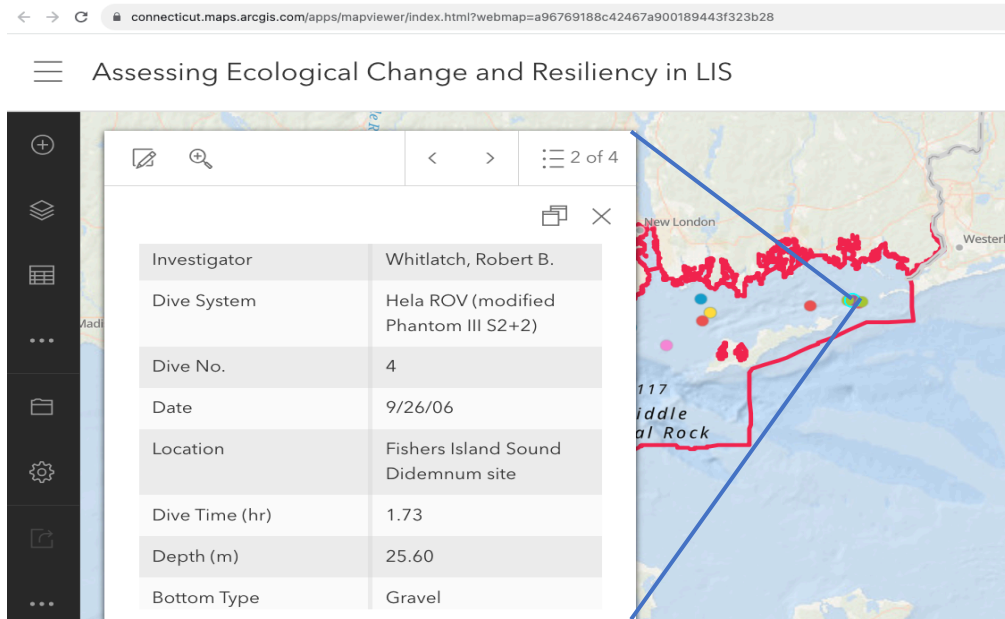 connecticut.maps.arcgis.com/apps/mapviewer/index.html?webmap=a96769188c42467a900189443f323b28
Assessing Ecological Change and Resiliency in LIS
2 of 4
Investigator Whitlatch, Robert B.
Dive System Hela ROV (modified
Phantom III S2+2)
Dive No. 4
Date 9/26/06
Location Fishers Island Sound
Didemnum site
Dive Time (hr) 1.73
Depth (m) 25.60
Bottom Type Gravel
New London
Westerl
Madi
117
iddle
al Rock